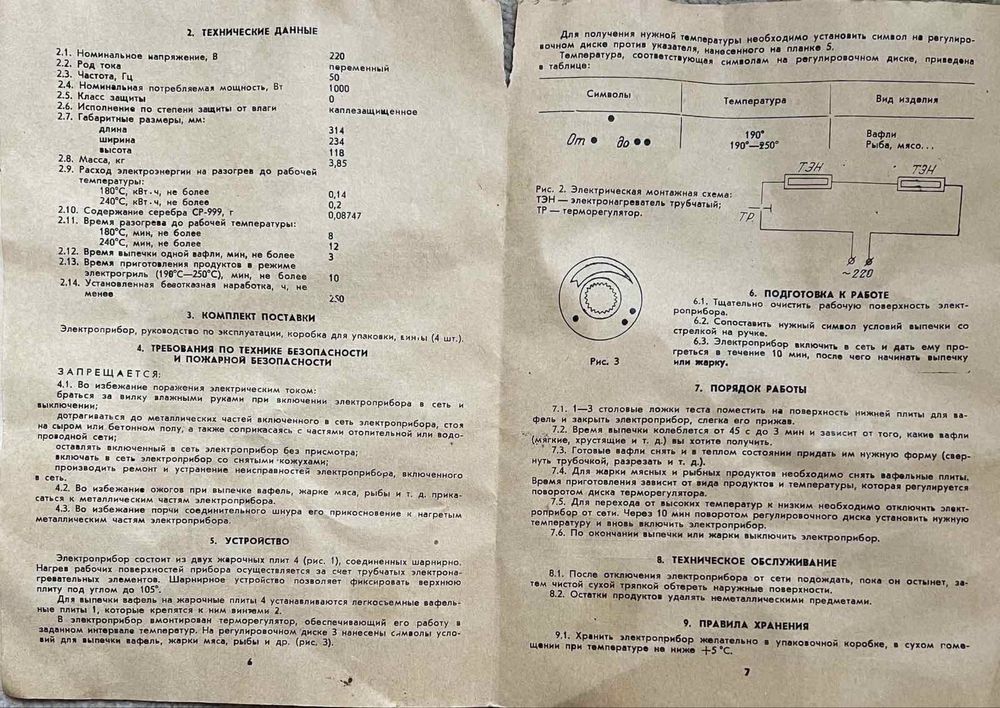 2. ТЕХНИЧЕСКИЕ ДАННЫЕ
2.1. Номинальное напряжение, В 220
2.2. Род тока переменный
2.3. Частота, Гц 50
2.4. Номинальная потребляемая мощность, Вт 1000
2.5. Класс защиты 0
2.6. Исполнение по степени защиты от влаги каплезащищенное
2.7. Габаритные размеры, мм:
длина 314
ширина 234
высота 118
2.8. Масса, кг 3,85
2.9. Расход электроэнергии на разогрев до рабочей
температуры:
180°С, кВт·ч, не более 0,14
240°С, кВт·ч, не более 0,2
2.10. Содержание серебра СР-999, г 0,08747
2.11. Время разогрева до рабочей температуры:
180°С, мин, не более 8
240°С, мин, не более 12
2.12. Время выпечки одной вафли, мин, не более 3
2.13. Время приготовления продуктов в режиме
электрогриль (190°С—250°С), мин, не более 10
2.14. Установленная безотказная наработка, ч, не
менее 250
3. КОМПЛЕКТ ПОСТАВКИ
Электроприбор, руководство по эксплуатации, коробка для упаковки, винты (4 шт.).
4. ТРЕБОВАНИЯ ПО ТЕХНИКЕ БЕЗОПАСНОСТИ
И ПОЖАРНОЙ БЕЗОПАСНОСТИ
ЗАПРЕЩАЕТСЯ:
4.1. Во избежание поражения электрическим током:
браться за вилку влажными руками при включении электроприбора в сеть и
выключении;
дотрагиваться до металлических частей включенного в сеть электроприбора, стоя
на сыром или бетонном полу, а также соприкасаясь с частями отопительной или водо-
проводной сети;
оставлять включенный в сеть электроприбор без присмотра;
включать в сеть электроприбор со снятыми кожухами;
производить ремонт и устранение неисправностей электроприбора, включенного
в сеть.
4.2. Во избежание ожогов при выпечке вафель, жарке мяса, рыбы и т. д. прика-
саться к металлическим частям электроприбора.
4.3. Во избежание порчи соединительного шнура его прикосновение к нагретым
металлическим частям электроприбора.
5. УСТРОЙСТВО
Электроприбор состоит из двух жарочных плит 4 (рис. 1), соединенных шарнирно.
Нагрев рабочих поверхностей прибора осуществляется за счет трубчатых электрона-
гревательных элементов. Шарнирное устройство позволяет фиксировать верхнюю
плиту под углом до 105°.
Для выпечки вафель на жарочные плиты 4 устанавливаются легкосъемные вафель-
ные плиты 1, которые крепятся к ним винтами 2.
В электроприбор вмонтирован терморегулятор, обеспечивающий его работу в
заданном интервале температур. На регулировочном диске 3 нанесены символы усло-
вий для выпечки вафель, жарки мяса, рыбы и др. (рис. 3).
6
Для получения нужной температуры необходимо установить символ на регулиро-
вочном диске против указателя, нанесенного на планке 5.
Температура, соответствующая символам на регулировочном диске, приведена
в таблице:
Символы Температура Вид изделия
190° Вафли
От до 190°—250° Рыба, мясо...
Рис. 2. Электрическая монтажная схема:
ТЭН — электронагреватель трубчатый;
ТР — терморегулятор.
ТЭН ТЭН
ТР
~220
Рис. 3
6. ПОДГОТОВКА К РАБОТЕ
6.1. Тщательно очистить рабочую поверхность элект-
роприбора.
6.2. Сопоставить нужный символ условий выпечки со
стрелкой на ручке.
6.3. Электроприбор включить в сеть и дать ему про-
греться в течение 10 мин, после чего начинать выпечку
или жарку.
7. ПОРЯДОК РАБОТЫ
7.1. 1—3 столовые ложки теста поместить на поверхность нижней плиты для ва-
фель и закрыть электроприбор, слегка его прижав.
7.2. Время выпечки колеблется от 45 с до 3 мин и зависит от того, какие вафли
(мягкие, хрустящие и т. д.) вы хотите получить.
7.3. Готовые вафли снять и в теплом состоянии придать им нужную форму (свер-
нуть трубочкой, разрезать и т. д.).
7.4. Для жарки мясных и рыбных продуктов необходимо снять вафельные плиты.
Время приготовления зависит от вида продуктов и температуры, которая регулируется
поворотом диска терморегулятора.
7.5. Для перехода от высоких температур к низким необходимо отключить элект-
роприбор от сети. Через 10 мин поворотом регулировочного диска установить нужную
температуру и вновь включить электроприбор.
7.6. По окончании выпечки или жарки выключить электроприбор.
8. ТЕХНИЧЕСКОЕ ОБСЛУЖИВАНИЕ
8.1. После отключения электроприбора от сети подождать, пока он остынет, за-
тем чистой сухой тряпкой обтереть наружные поверхности.
8.2. Остатки продуктов удалять неметаллическими предметами.
9. ПРАВИЛА ХРАНЕНИЯ
9.1. Хранить электроприбор желательно в упаковочной коробке, в сухом поме-
щении при температуре не ниже +5°С.
7